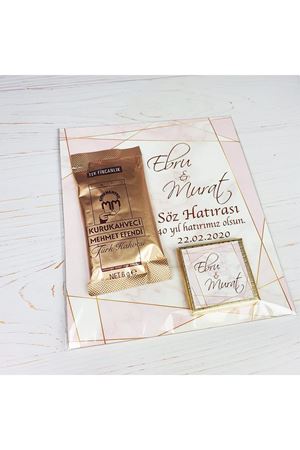 TEK FİNCANLIK
KURUKAHVECİ
MEHMET EFENDİ
Türk Kahvesi
NET 6 g
Ebru
&
Murat
Söz Hatırası
40 yıl hatırımız olsun.
22.02.2020
Ebru
&
Murat